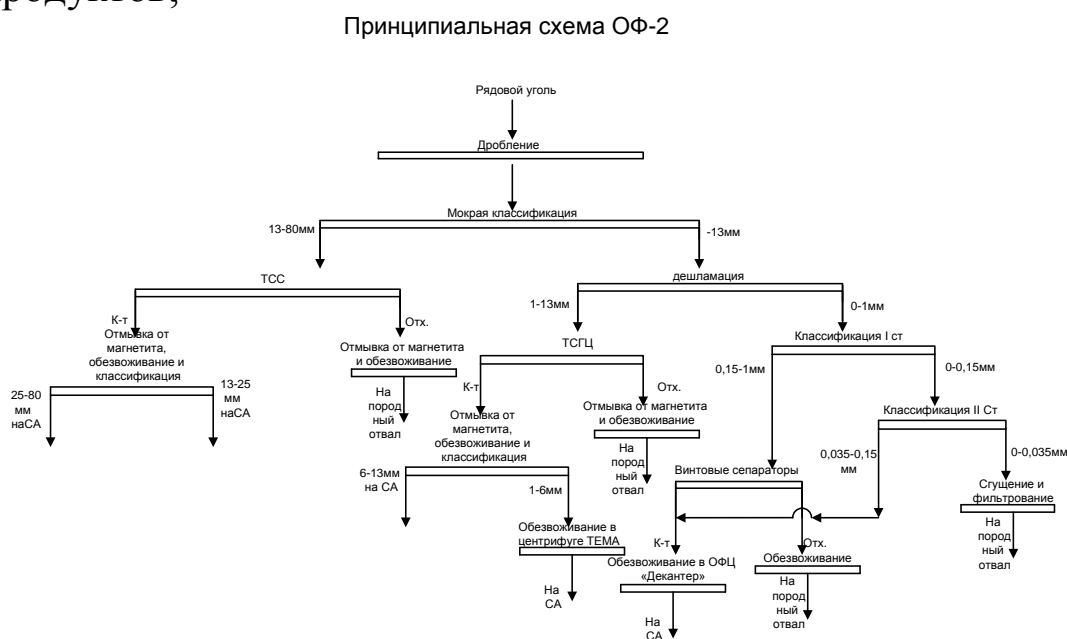 родуктов,
Принципиальная схема ОФ-2
Рядовой уголь
Дробление
Мокрая классификация
13-80мм
-13мм
ТСС
дешламация
К-т
Отх.
1-13мм
0-1мм
Отмывка от
магнетита,
обезвоживание и
классификация
Отмывка от магнетита
и обезвоживание
ТСГЦ
Классификация I ст
25-80
мм
наСА
13-25
мм
наСА
На
пород
ный
отвал
К-т
Отх.
0,15-1мм
0-0,15мм
Отмывка от
магнетита,
обезвоживание и
классификация
Отмывка от магнетита
и обезвоживание
Классификация II Ст
6-13мм
на СА
1-6мм
На
пород
ный
отвал
Винтовые сепараторы
0,035-0,15
мм
0-0,035мм
Сгущение и
фильтрование
Обезвоживание в
центрифуге ТЕМА
К-т
Отх.
На
пород
ный
отвал
Обезвоживание в ОФЦ
«Декантер»
Обезвоживание
На
СА
На
СА
На
пород
ный
отвал